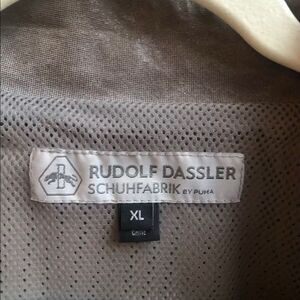 RUDOLF DASSLER
SCHUHFABRIK BY PUMA
XL